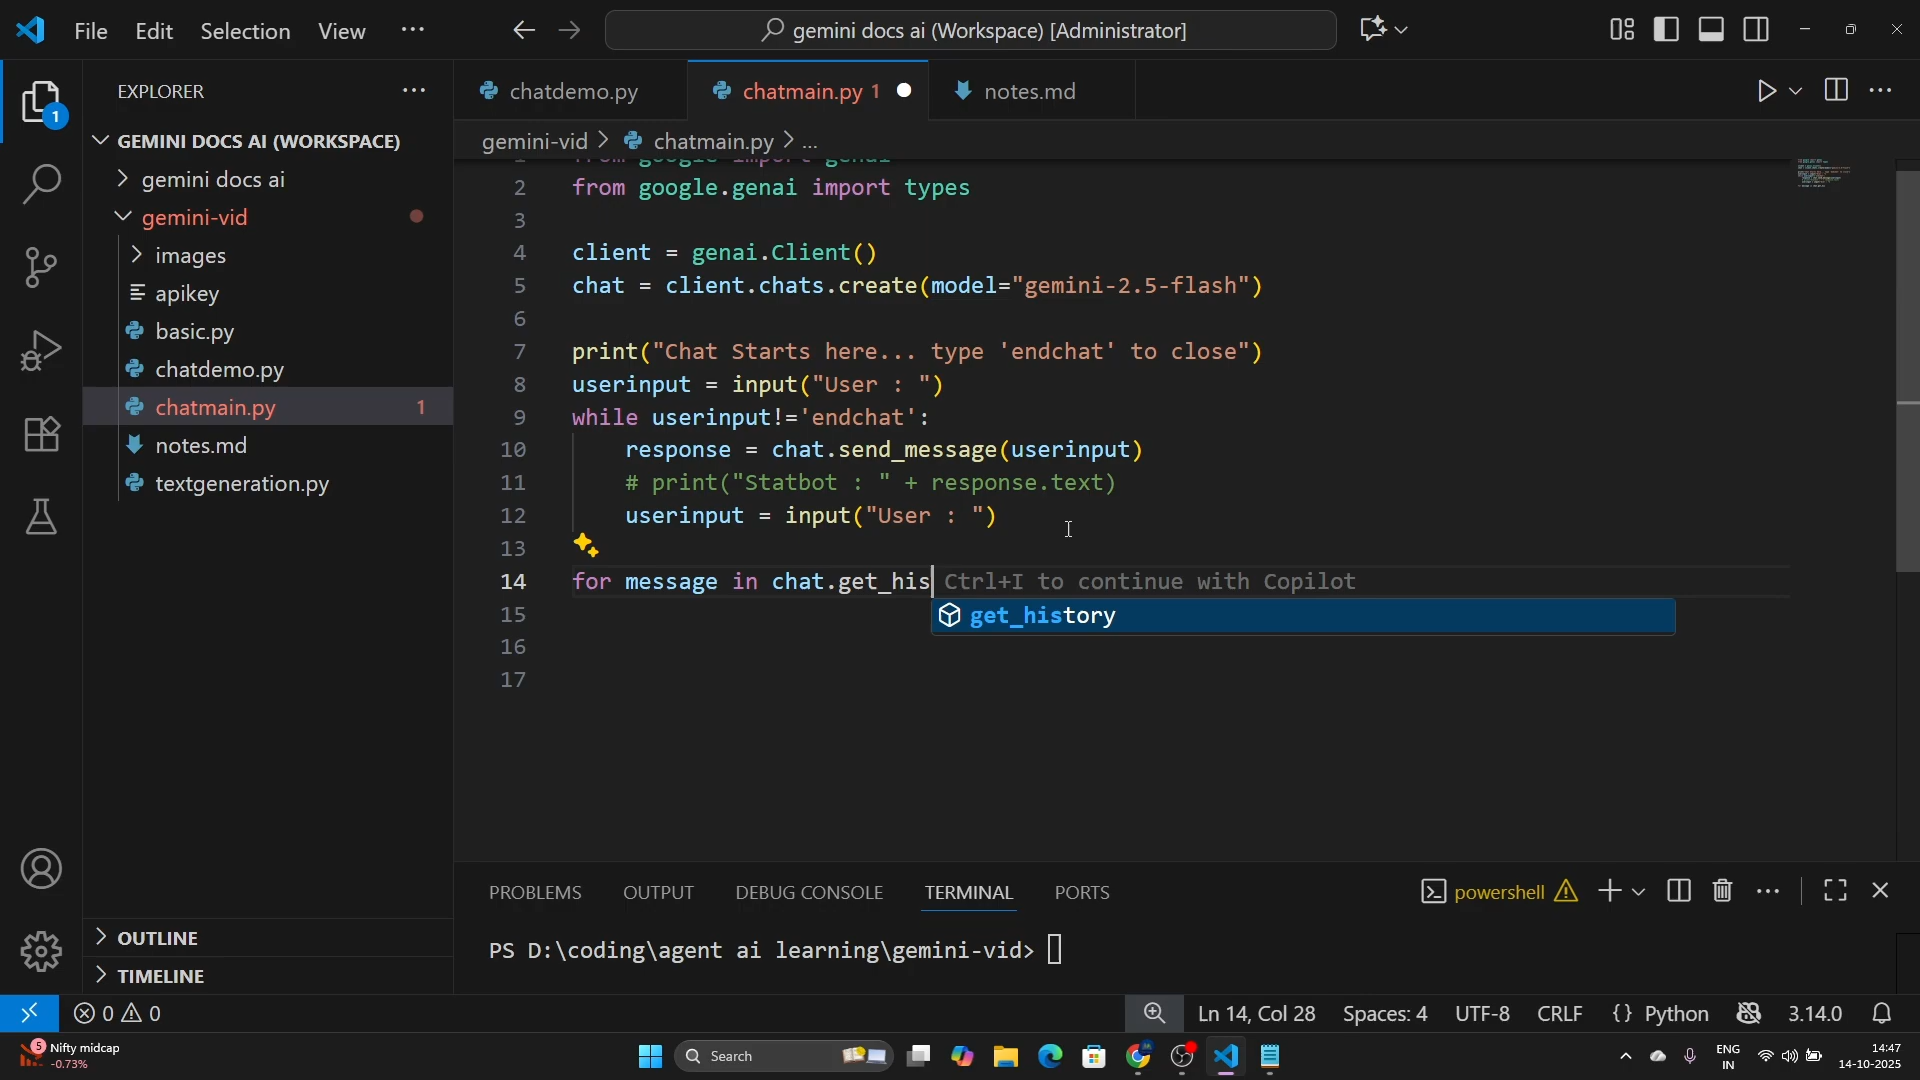 File Edit Selection View ...
gemini docs ai (Workspace) [Administrator]
EXPLORER
1
GEMINI DOCS AI (WORKSPACE)
gemini docs ai
gemini-vid
images
apikey
basic.py
chatdemo.py
chatmain.py 1
notes.md
textgeneration.py
OUTLINE
TIMELINE
chatdemo.py
chatmain.py 1
notes.md
gemini-vid > chatmain.py > ...
1 from google import genai
2 from google.genai import types
3
4 client = genai.Client()
5 chat = client.chats.create(model="gemini-2.5-flash")
6
7 print("Chat Starts here... type 'endchat' to close")
8 userinput = input("User : ")
9 while userinput!='endchat':
10 response = chat.send_message(userinput)
11 # print("Statbot : " + response.text)
12 userinput = input("User : ")
13
14 for message in chat.get_his Ctrl+I to continue with Copilot
get_history
15
16
17
PROBLEMS OUTPUT DEBUG CONSOLE TERMINAL PORTS
powershell
PS D:\coding\agent ai learning\gemini-vid>
0 0
Ln 14, Col 28 Spaces: 4 UTF-8 CRLF {} Python 3.14.0
5
Nifty midcap
-0.73%
Search
ENG
IN
14:47
14-10-2025